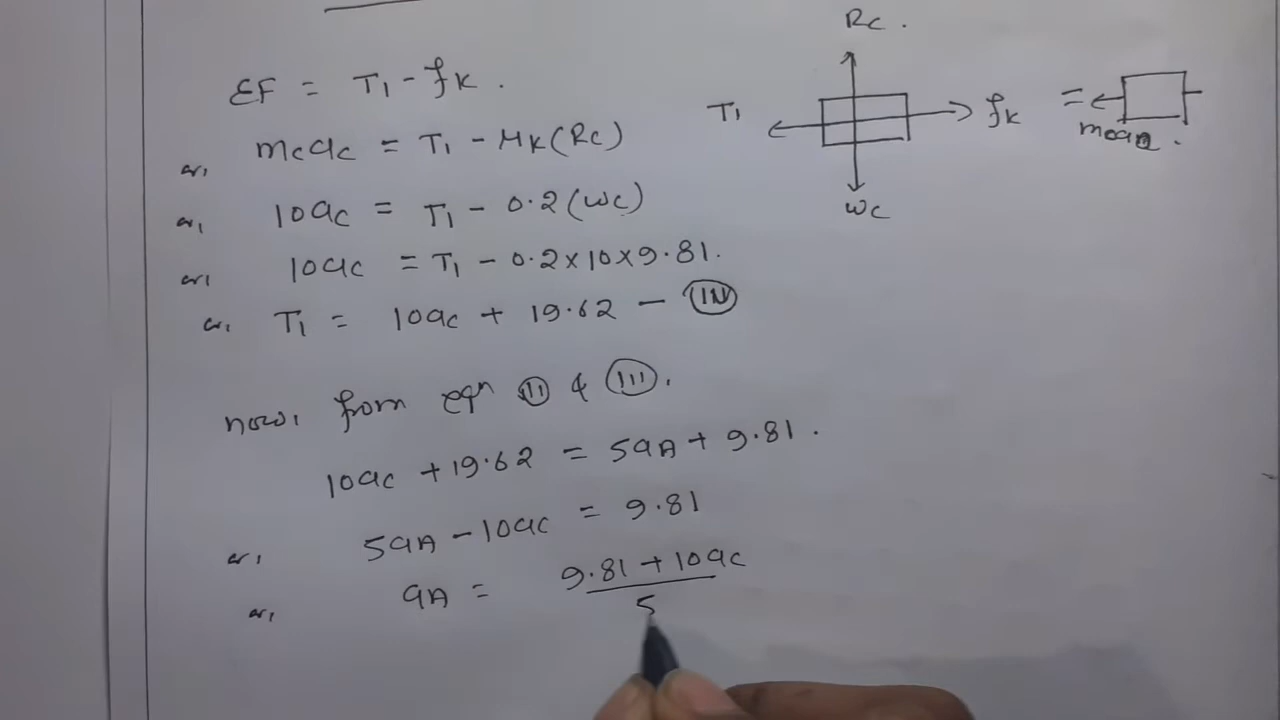 Rc.
ΣF = T1 - fK.
T1
fK
=
mcac.
wc
or, mcac = T1 - μK(Rc)
or, 10ac = T1 - 0.2(wc)
or, 10ac = T1 - 0.2×10×9.81.
or, T1 = 10ac + 19.62 - (IV)
now, from eqn (II) & (III).
10ac + 19.62 = 5aA + 9.81.
or, 5aA - 10ac = 9.81
or, aA = 9.81 + 10ac
5